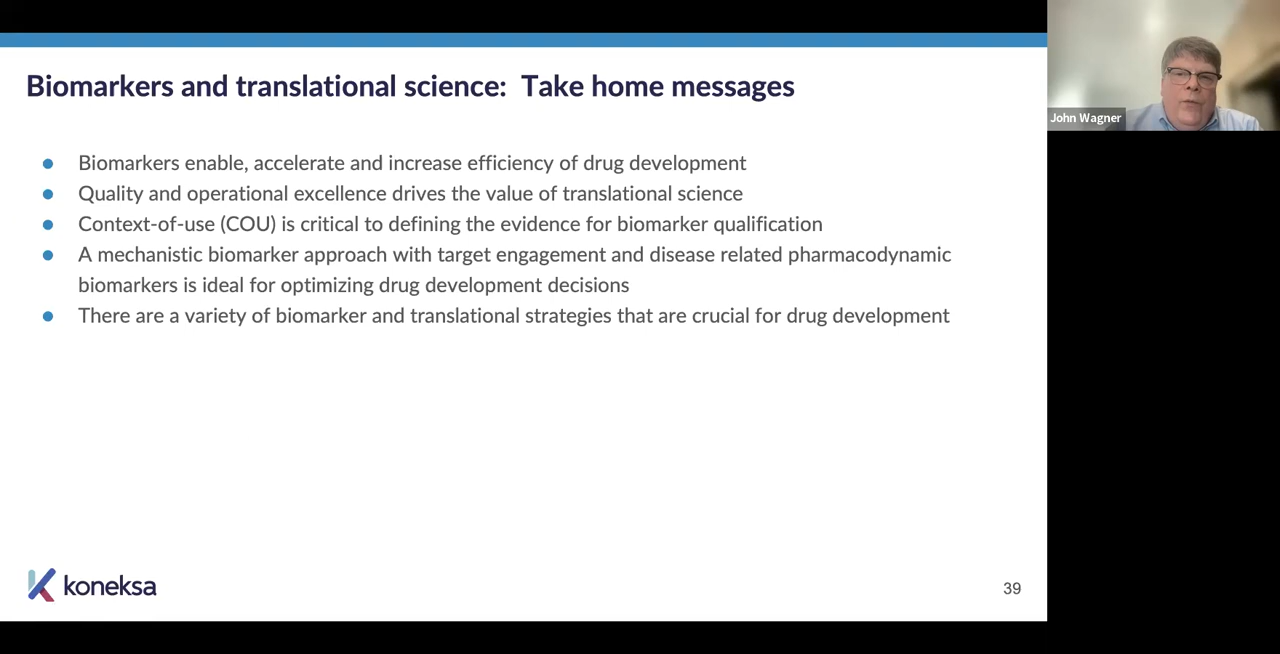 Biomarkers and translational science: Take home messages
John Wagner
● Biomarkers enable, accelerate and increase efficiency of drug development
● Quality and operational excellence drives the value of translational science
● Context-of-use (COU) is critical to defining the evidence for biomarker qualification
● A mechanistic biomarker approach with target engagement and disease related pharmacodynamic
biomarkers is ideal for optimizing drug development decisions
● There are a variety of biomarker and translational strategies that are crucial for drug development
koneksa
39